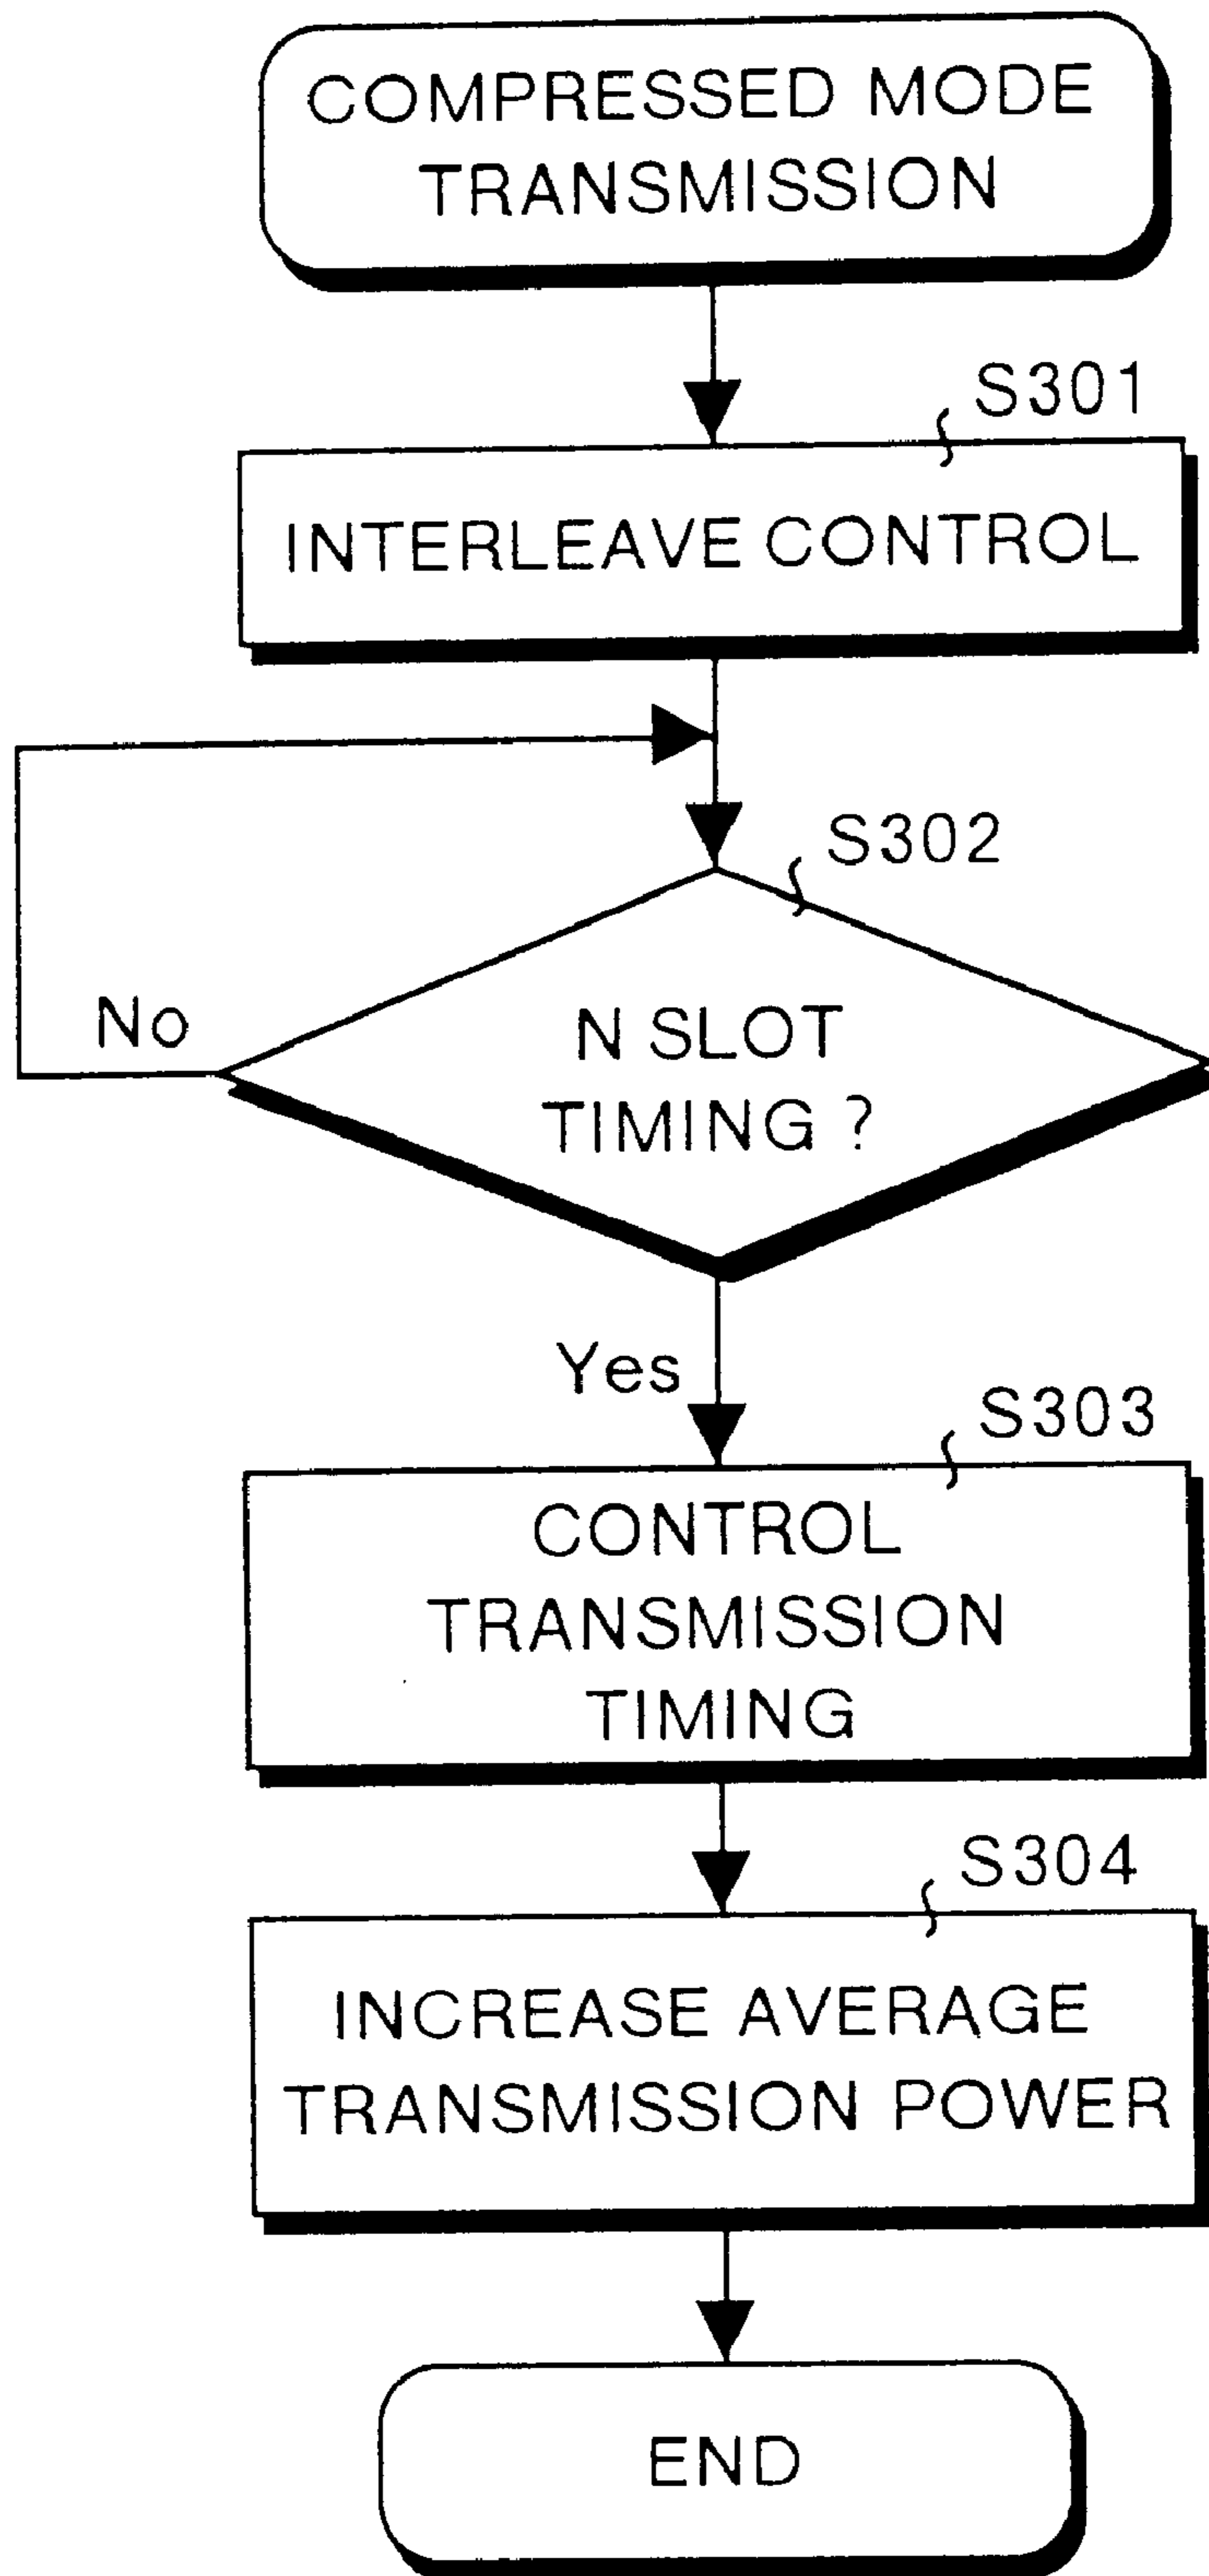 COMPRESSED MODE
TRANSMISSION
S301
INTERLEAVE CONTROL
S302
No
N SLOT
TIMING ?
Yes
S303
CONTROL
TRANSMISSION
TIMING
S304
INCREASE AVERAGE
TRANSMISSION POWER
END